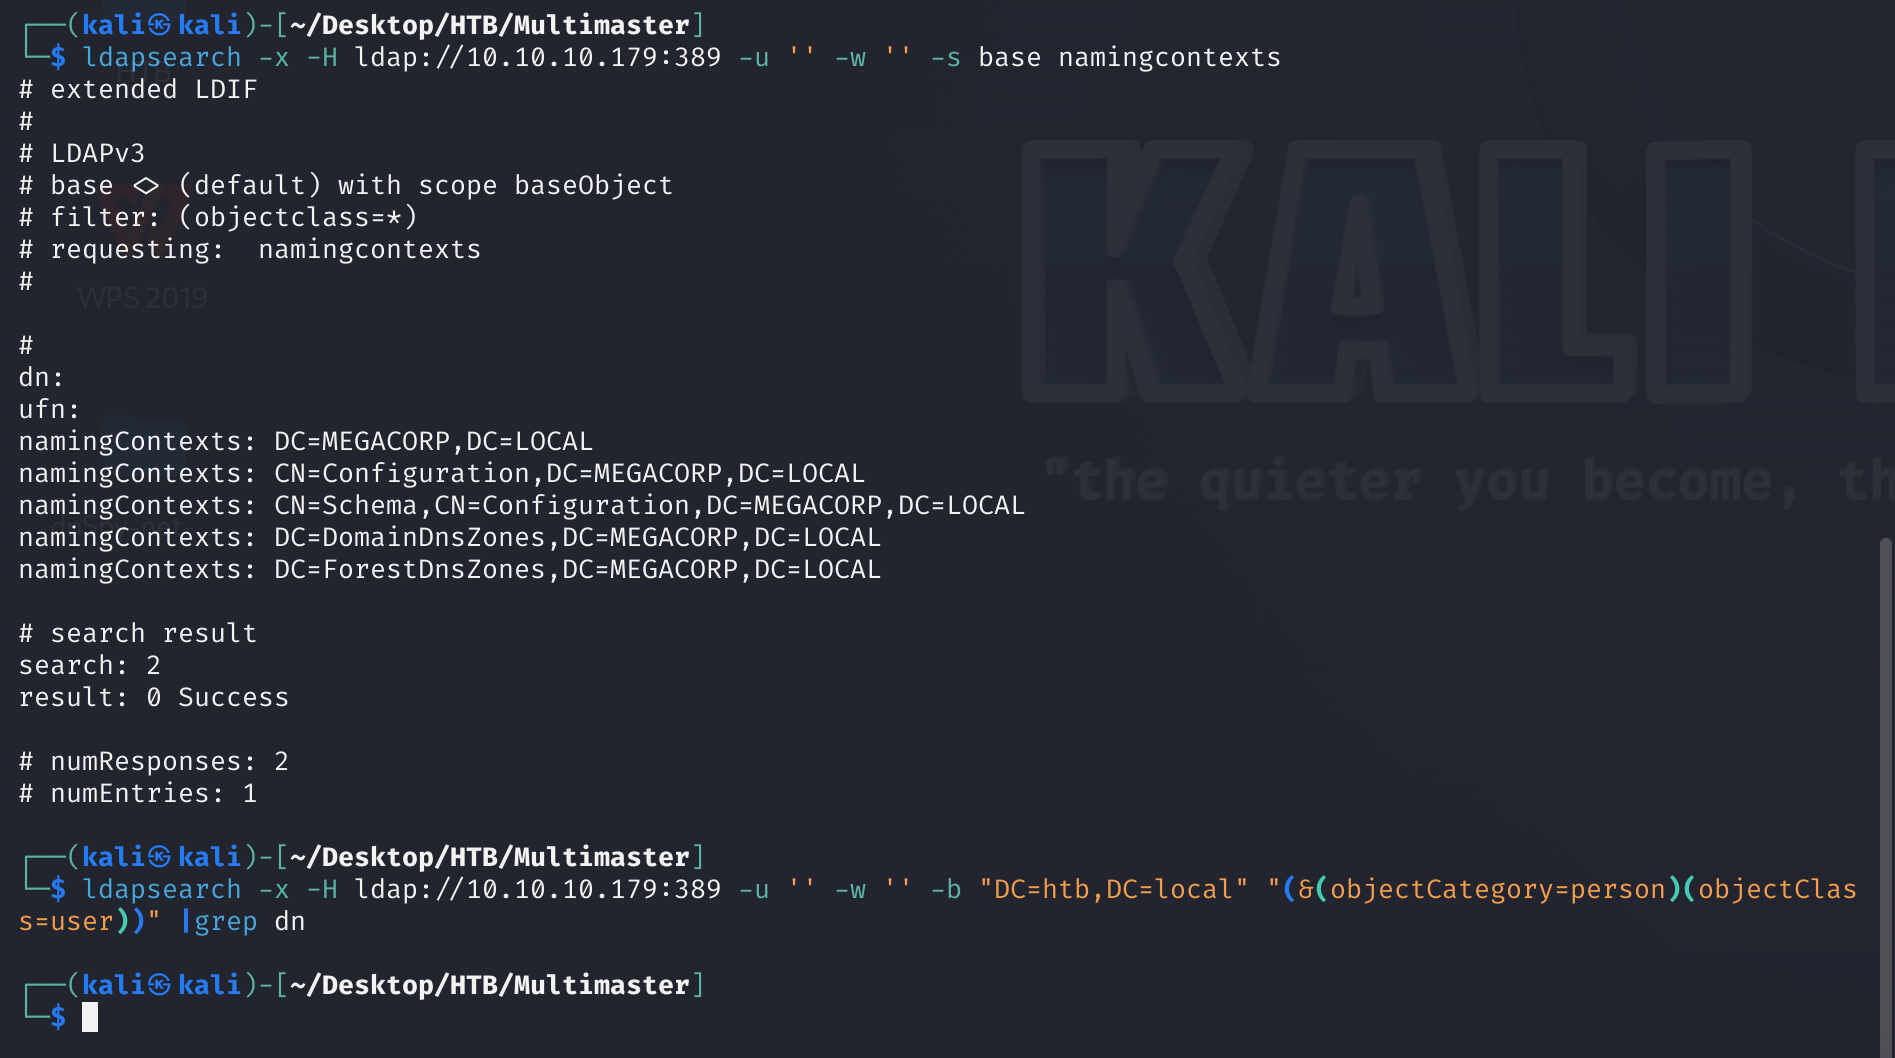 ┌──(kali㉿kali)-[~/Desktop/HTB/Multimaster]
└─$ ldapsearch -x -H ldap://10.10.10.179:389 -u '' -w '' -s base namingcontexts
# extended LDIF
#
# LDAPv3
# base <> (default) with scope baseObject
# filter: (objectclass=*)
# requesting:  namingcontexts
#

#
dn:
ufn:
namingContexts: DC=MEGACORP,DC=LOCAL
namingContexts: CN=Configuration,DC=MEGACORP,DC=LOCAL
namingContexts: CN=Schema,CN=Configuration,DC=MEGACORP,DC=LOCAL
namingContexts: DC=DomainDnsZones,DC=MEGACORP,DC=LOCAL
namingContexts: DC=ForestDnsZones,DC=MEGACORP,DC=LOCAL

# search result
search: 2
result: 0 Success

# numResponses: 2
# numEntries: 1

┌──(kali㉿kali)-[~/Desktop/HTB/Multimaster]
└─$ ldapsearch -x -H ldap://10.10.10.179:389 -u '' -w '' -b "DC=htb,DC=local" "(&(objectCategory=person)(objectClas
s=user))" |grep dn

┌──(kali㉿kali)-[~/Desktop/HTB/Multimaster]
└─$
HTB
WPS 2019
KALI
"the quieter you become, th